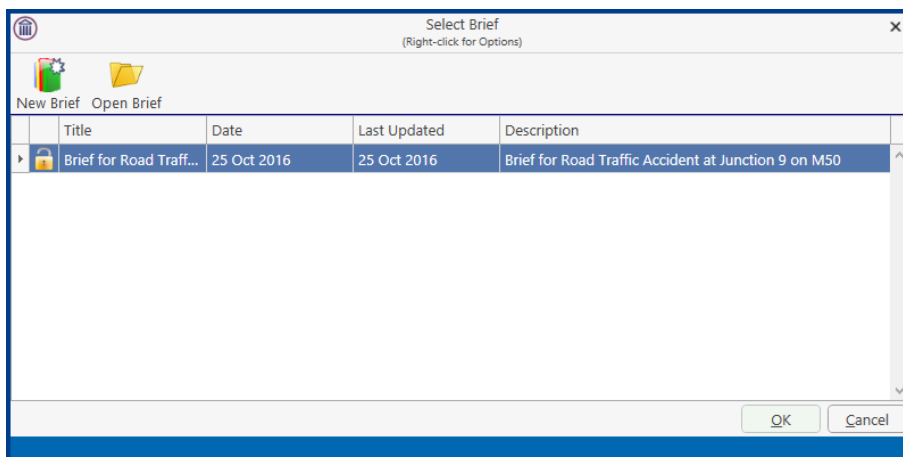 Select Brief
(Right-click for Options)
New Brief Open Brief
Title Date Last Updated Description
Brief for Road Traff... 25 Oct 2016 25 Oct 2016 Brief for Road Traffic Accident at Junction 9 on M50
OK Cancel